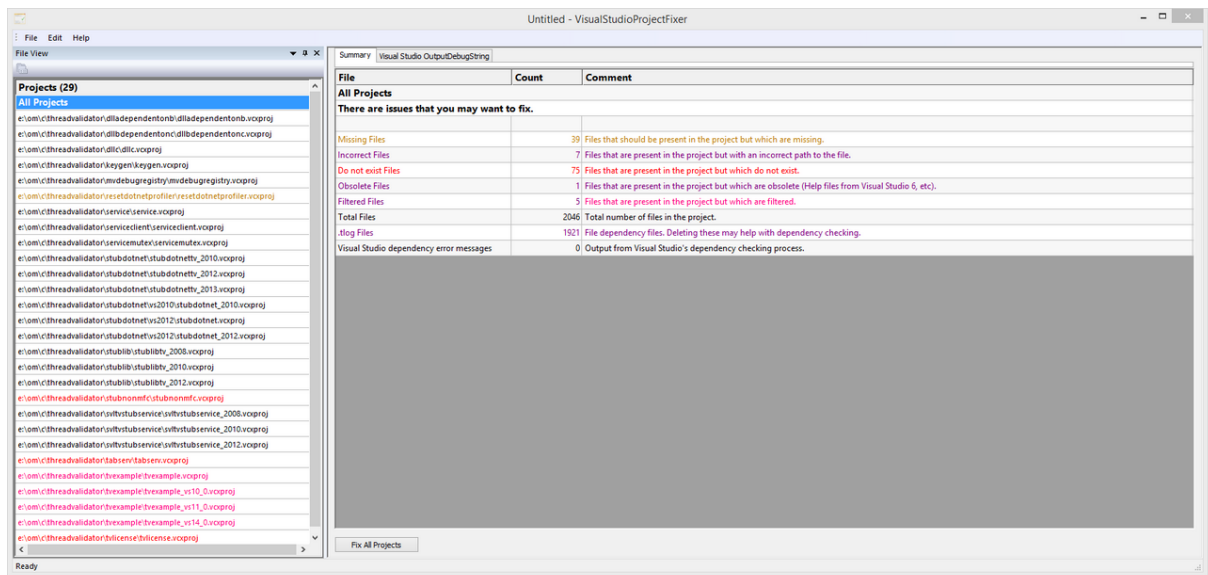 Untitled - VisualStudioProjectFixer
File Edit Help
File View
Projects (29)
All Projects
e:\om\c\threadvalidator\dlladependentonb\dlladependentonb.vcxproj
e:\om\c\threadvalidator\dllbdependentonc\dllbdependentonc.vcxproj
e:\om\c\threadvalidator\dllc\dllc.vcxproj
e:\om\c\threadvalidator\keygen\keygen.vcxproj
e:\om\c\threadvalidator\mvdebugregistry\mvdebugregistry.vcxproj
e:\om\c\threadvalidator\resetdotnetprofiler\resetdotnetprofiler.vcxproj
e:\om\c\threadvalidator\service\service.vcxproj
e:\om\c\threadvalidator\serviceclient\serviceclient.vcxproj
e:\om\c\threadvalidator\servicemutex\servicemutex.vcxproj
e:\om\c\threadvalidator\stubdotnet\stubdotnettv_2010.vcxproj
e:\om\c\threadvalidator\stubdotnet\stubdotnettv_2012.vcxproj
e:\om\c\threadvalidator\stubdotnet\stubdotnettv_2013.vcxproj
e:\om\c\threadvalidator\stubdotnet\vs2010\stubdotnet_2010.vcxproj
e:\om\c\threadvalidator\stubdotnet\vs2012\stubdotnet.vcxproj
e:\om\c\threadvalidator\stubdotnet\vs2012\stubdotnet_2012.vcxproj
e:\om\c\threadvalidator\stublib\stublibtv_2008.vcxproj
e:\om\c\threadvalidator\stublib\stublibtv_2010.vcxproj
e:\om\c\threadvalidator\stublib\stublibtv_2012.vcxproj
e:\om\c\threadvalidator\stubnonmfc\stubnonmfc.vcxproj
e:\om\c\threadvalidator\svltvstubservice\svltvstubservice_2008.vcxproj
e:\om\c\threadvalidator\svltvstubservice\svltvstubservice_2010.vcxproj
e:\om\c\threadvalidator\svltvstubservice\svltvstubservice_2012.vcxproj
e:\om\c\threadvalidator\tabserv\tabserv.vcxproj
e:\om\c\threadvalidator\tvexample\tvexample.vcxproj
e:\om\c\threadvalidator\tvexample\tvexample_vs10_0.vcxproj
e:\om\c\threadvalidator\tvexample\tvexample_vs11_0.vcxproj
e:\om\c\threadvalidator\tvexample\tvexample_vs14_0.vcxproj
e:\om\c\threadvalidator\tvlicense\tvlicense.vcxproj
Summary Visual Studio OutputDebugString
File Count Comment
All Projects
There are issues that you may want to fix.
Missing Files 39 Files that should be present in the project but which are missing.
Incorrect Files 7 Files that are present in the project but with an incorrect path to the file.
Do not exist Files 75 Files that are present in the project but which do not exist.
Obsolete Files 1 Files that are present in the project but which are obsolete (Help files from Visual Studio 6, etc).
Filtered Files 5 Files that are present in the project but which are filtered.
Total Files 2046 Total number of files in the project.
.tlog Files 1921 File dependency files. Deleting these may help with dependency checking.
Visual Studio dependency error messages 0 Output from Visual Studio's dependency checking process.
Fix All Projects
Ready